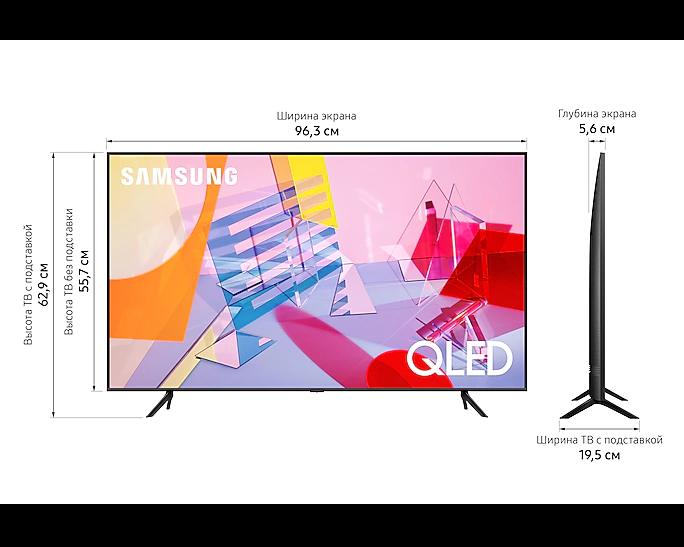 Ширина экрана
96,3 см
Глубина экрана
5,6 см
SAMSUNG
Высота ТВ с подставкой
62,9 см
Высота ТВ без подставки
55,7 см
QLED
Ширина ТВ с подставкой
19,5 см